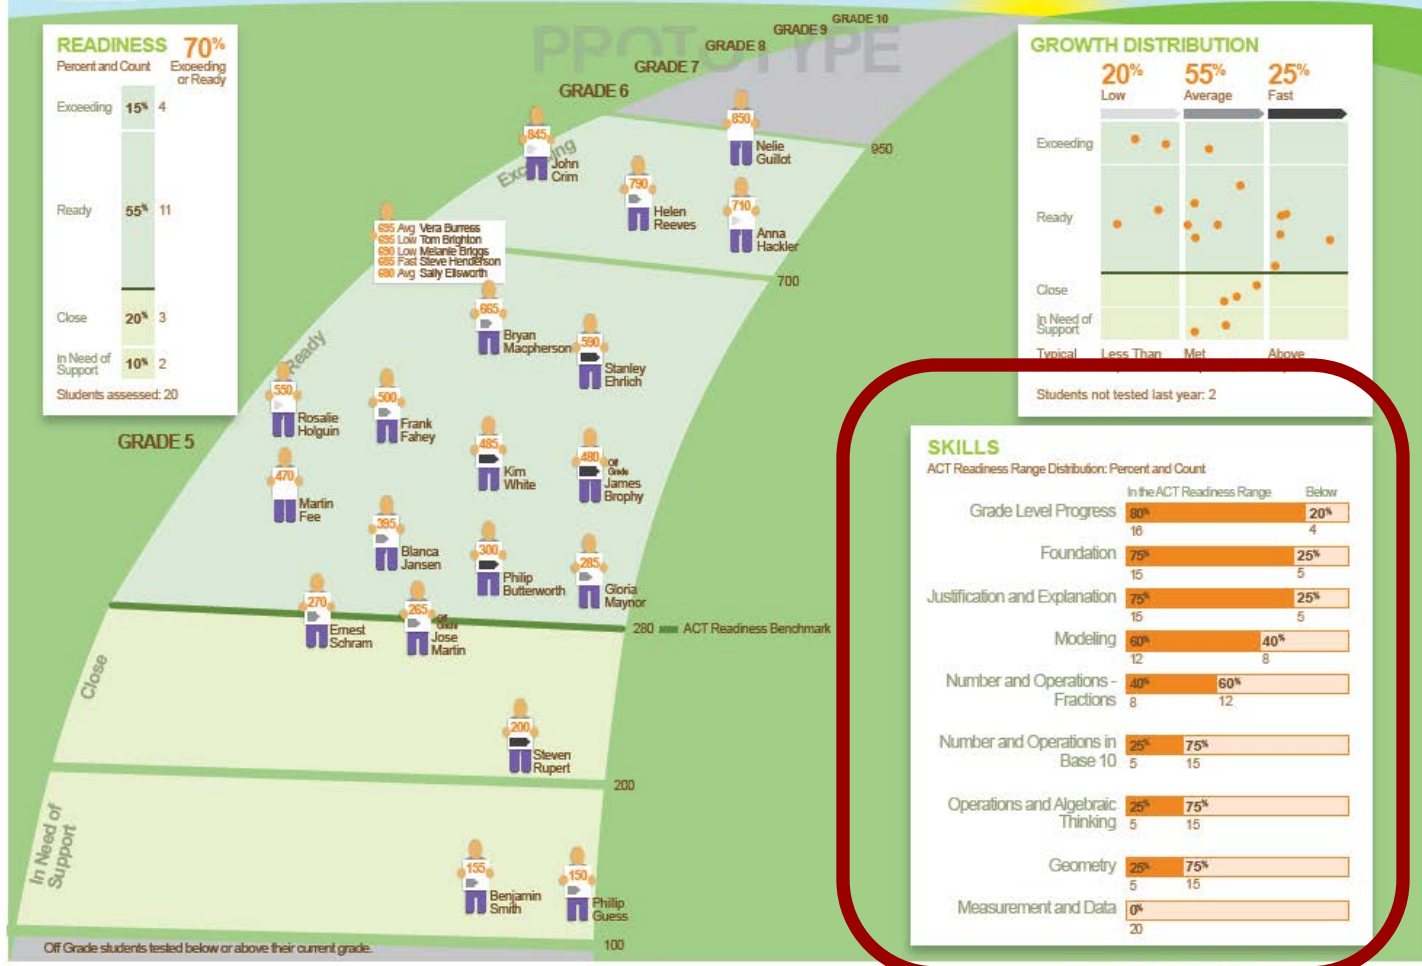 PROTOTYPE
READINESS 70%
Percent and Count Exceeding or Ready
Exceeding 15% 4
Ready 55% 11
Close 20% 3
In Need of Support 10% 2
Students assessed: 20
GRADE 5
GRADE 6
GRADE 7
GRADE 8
GRADE 9
GRADE 10
950
700
280 ACT Readiness Benchmark
200
100
Exceeding
Ready
Close
In Need of Support
845 John Crim
850 Nelie Guillot
790 Helen Reeves
710 Anna Hackler
695 Avg Vera Burress
695 Low Tom Brighton
690 Low Melanie Briggs
685 Fast Steve Henderson
680 Avg Sally Ellsworth
665 Bryan Macpherson
590 Stanley Ehrlich
550 Rosalie Holguin
500 Frank Fahey
485 Kim White
480 Off Grade James Brophy
470 Martin Fee
395 Blanca Jansen
300 Philip Butterworth
285 Gloria Maynor
270 Ernest Schram
265 Jose Martin
200 Steven Rupert
155 Benjamin Smith
150 Phillip Guess
Off Grade students tested below or above their current grade.
GROWTH DISTRIBUTION
20% 55% 25%
Low Average Fast
Exceeding
Ready
Close
In Need of Support
Typical Less Than Met Above
Students not tested last year: 2
SKILLS
ACT Readiness Range Distribution: Percent and Count
In the ACT Readiness Range Below
Grade Level Progress 80% 20%
16 4
Foundation 75% 25%
15 5
Justification and Explanation 75% 25%
15 5
Modeling 60% 40%
12 8
Number and Operations - Fractions 40% 60%
8 12
Number and Operations in Base 10 25% 75%
5 15
Operations and Algebraic Thinking 25% 75%
5 15
Geometry 25% 75%
5 15
Measurement and Data 0%
20